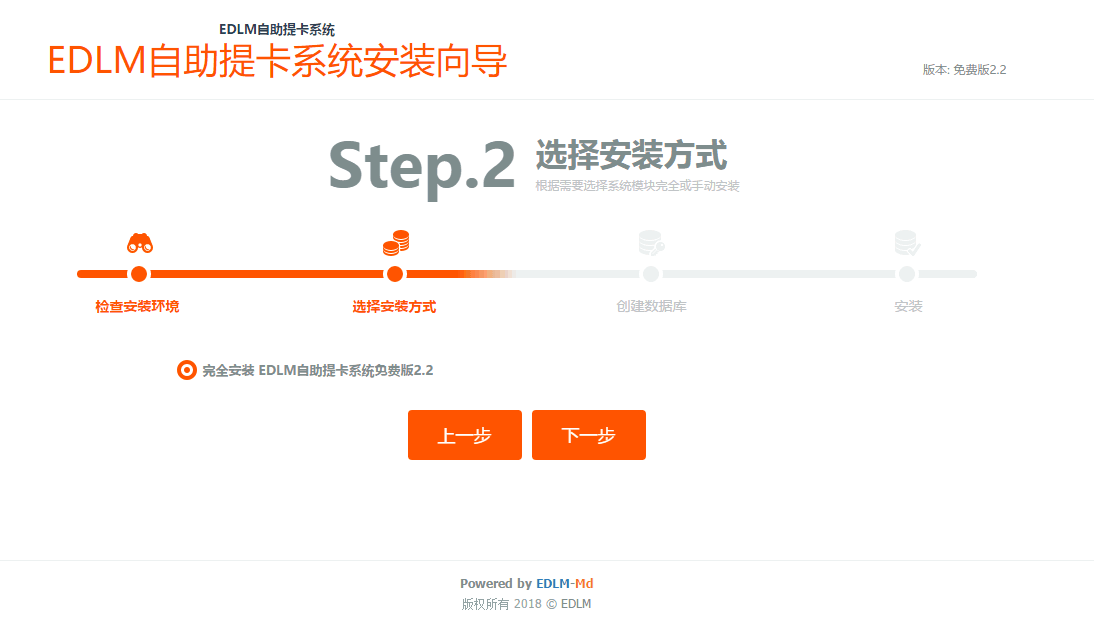 EDLM自助提卡系统
EDLM自助提卡系统安装向导
版本: 免费版2.2
Step.2
选择安装方式
根据需要选择系统模块完全或手动安装
检查安装环境
选择安装方式
创建数据库
安装
完全安装 EDLM自助提卡系统免费版2.2
上一步
下一步
Powered by EDLM-Md
版权所有 2018 © EDLM